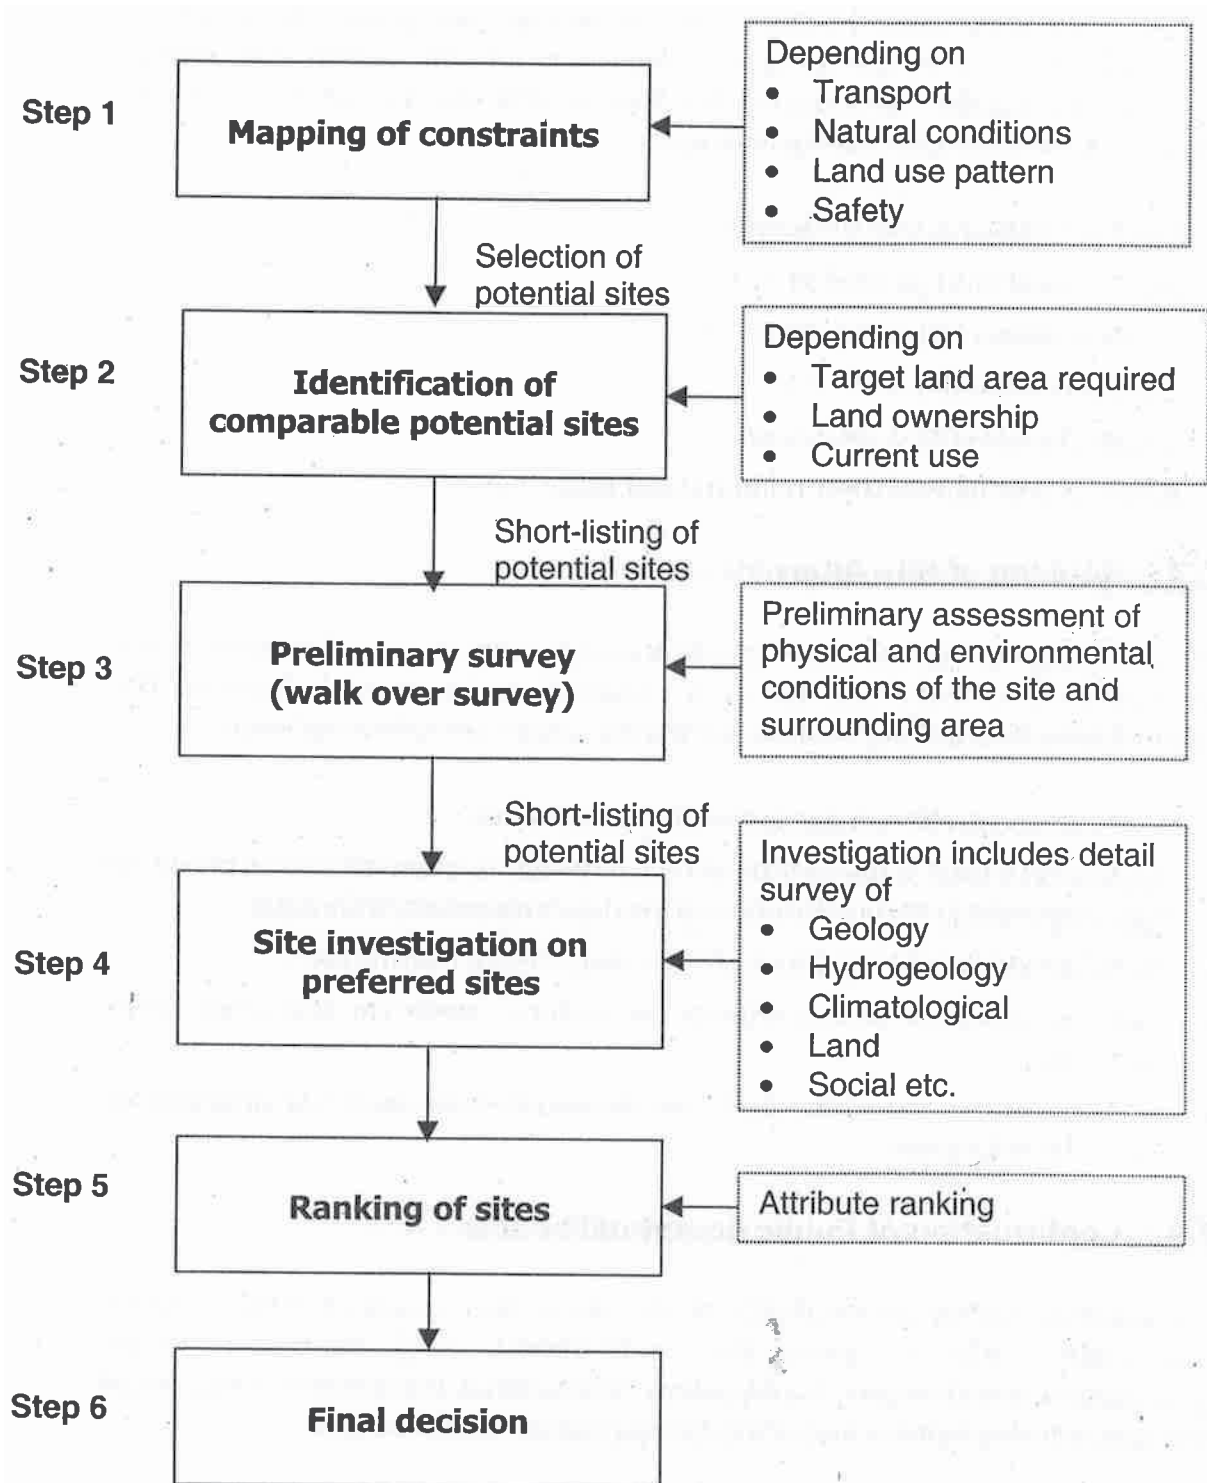 Step 1
Mapping of constraints
Depending on
• Transport
• Natural conditions
• Land use pattern
• Safety
Selection of
potential sites
Step 2
Identification of
comparable potential sites
Depending on
• Target land area required
• Land ownership
• Current use
Short-listing of
potential sites
Step 3
Preliminary survey
(walk over survey)
Preliminary assessment of
physical and environmental
conditions of the site and
surrounding area
Short-listing of
potential sites
Step 4
Site investigation on
preferred sites
Investigation includes detail
survey of
• Geology
• Hydrogeology
• Climatological
• Land
• Social etc.
Step 5
Ranking of sites
Attribute ranking
Step 6
Final decision